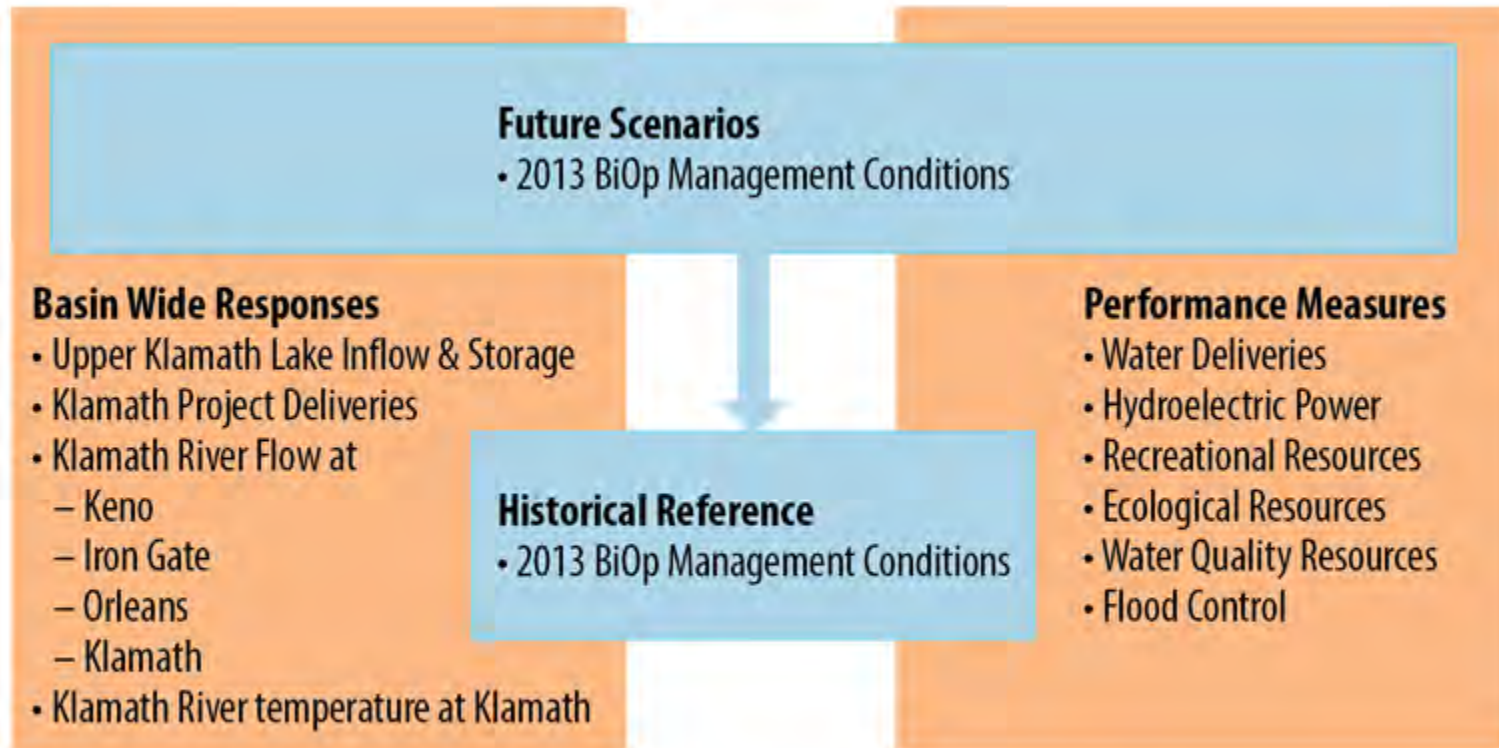 Future Scenarios
• 2013 BiOp Management Conditions
Basin Wide Responses
• Upper Klamath Lake Inflow & Storage
• Klamath Project Deliveries
• Klamath River Flow at
– Keno
– Iron Gate
– Orleans
– Klamath
• Klamath River temperature at Klamath
Historical Reference
• 2013 BiOp Management Conditions
Performance Measures
• Water Deliveries
• Hydroelectric Power
• Recreational Resources
• Ecological Resources
• Water Quality Resources
• Flood Control